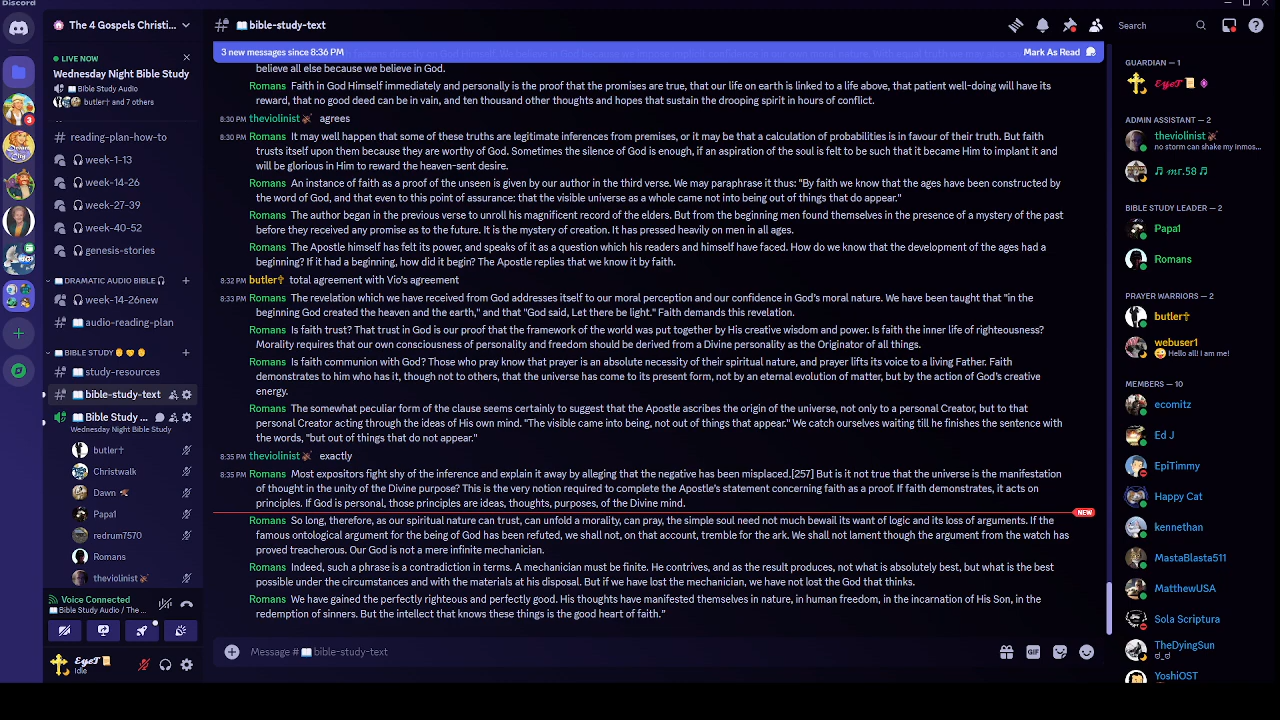 Discord
The 4 Gospels Christi...
LIVE NOW
Wednesday Night Bible Study
Bible Study Audio
butler✝ and 7 others
reading-plan-how-to
week-1-13
week-14-26
week-27-39
week-40-52
genesis-stories
DRAMATIC AUDIO BIBLE
week-14-26new
audio-reading-plan
BIBLE STUDY
study-resources
bible-study-text
Bible Study ...
Wednesday Night Bible Study
butler✝
Christwalk
Dawn
Papa1
redrum7570
Romans
theviolinist
Voice Connected
Bible Study Audio / The ...
EyeT
Idle
3
bible-study-text
Search
3 new messages since 8:36 PM
Mark As Read
believe all else because we believe in God.
Romans Faith in God Himself immediately and personally is the proof that the promises are true, that our life on earth is linked to a life above, that patient well-doing will have its
reward, that no good deed can be in vain, and ten thousand other thoughts and hopes that sustain the drooping spirit in hours of conflict.
8:30 PM theviolinist agrees
8:30 PM Romans It may well happen that some of these truths are legitimate inferences from premises, or it may be that a calculation of probabilities is in favour of their truth. But faith
trusts itself upon them because they are worthy of God. Sometimes the silence of God is enough, if an aspiration of the soul is felt to be such that it became Him to implant it and
will be glorious in Him to reward the heaven-sent desire.
Romans An instance of faith as a proof of the unseen is given by our author in the third verse. We may paraphrase it thus: "By faith we know that the ages have been constructed by
the word of God, and that even to this point of assurance: that the visible universe as a whole came not into being out of things that do appear."
Romans The author began in the previous verse to unroll his magnificent record of the elders. But from the beginning men found themselves in the presence of a mystery of the past
before they received any promise as to the future. It is the mystery of creation. It has pressed heavily on men in all ages.
Romans The Apostle himself has felt its power, and speaks of it as a question which his readers and himself have faced. How do we know that the development of the ages had a
beginning? If it had a beginning, how did it begin? The Apostle replies that we know it by faith.
8:32 PM butler✝ total agreement with Vio's agreement
8:33 PM Romans The revelation which we have received from God addresses itself to our moral perception and our confidence in God's moral nature. We have been taught that "in the
beginning God created the heaven and the earth," and that "God said, Let there be light." Faith demands this revelation.
Romans Is faith trust? That trust in God is our proof that the framework of the world was put together by His creative wisdom and power. Is faith the inner life of righteousness?
Morality requires that our own consciousness of personality and freedom should be derived from a Divine personality as the Originator of all things.
Romans Is faith communion with God? Those who pray know that prayer is an absolute necessity of their spiritual nature, and prayer lifts its voice to a living Father. Faith
demonstrates to him who has it, though not to others, that the universe has come to its present form, not by an eternal evolution of matter, but by the action of God's creative
energy.
Romans The somewhat peculiar form of the clause seems certainly to suggest that the Apostle ascribes the origin of the universe, not only to a personal Creator, but to that
personal Creator acting through the ideas of His own mind. "The visible came into being, not out of things that appear." We catch ourselves waiting till he finishes the sentence with
the words, "but out of things that do not appear."
8:35 PM theviolinist exactly
8:35 PM Romans Most expositors fight shy of the inference and explain it away by alleging that the negative has been misplaced.[257] But is it not true that the universe is the manifestation
of thought in the unity of the Divine purpose? This is the very notion required to complete the Apostle's statement concerning faith as a proof. If faith demonstrates, it acts on
principles. If God is personal, those principles are ideas, thoughts, purposes, of the Divine mind.
NEW
Romans So long, therefore, as our spiritual nature can trust, can unfold a morality, can pray, the simple soul need not much bewail its want of logic and its loss of arguments. If the
famous ontological argument for the being of God has been refuted, we shall not, on that account, tremble for the ark. We shall not lament though the argument from the watch has
proved treacherous. Our God is not a mere infinite mechanician.
Romans Indeed, such a phrase is a contradiction in terms. A mechanician must be finite. He contrives, and as the result produces, not what is absolutely best, but what is the best
possible under the circumstances and with the materials at his disposal. But if we have lost the mechanician, we have not lost the God that thinks.
Romans We have gained the perfectly righteous and perfectly good. His thoughts have manifested themselves in nature, in human freedom, in the incarnation of His Son, in the
redemption of sinners. But the intellect that knows these things is the good heart of faith."
Message # bible-study-text
GIF
GUARDIAN — 1
EyeT
ADMIN ASSISTANT — 2
theviolinist
no storm can shake my inmos...
♫ mr.58 ♫
BIBLE STUDY LEADER — 2
Papa1
Romans
PRAYER WARRIORS — 2
butler✝
webuser1
Hello all! I am me!
MEMBERS — 10
ecomitz
Ed J
EpiTimmy
Happy Cat
kennethan
MastaBlasta511
MatthewUSA
Sola Scriptura
TheDyingSun
ಠ_ಠ
YoshiOST